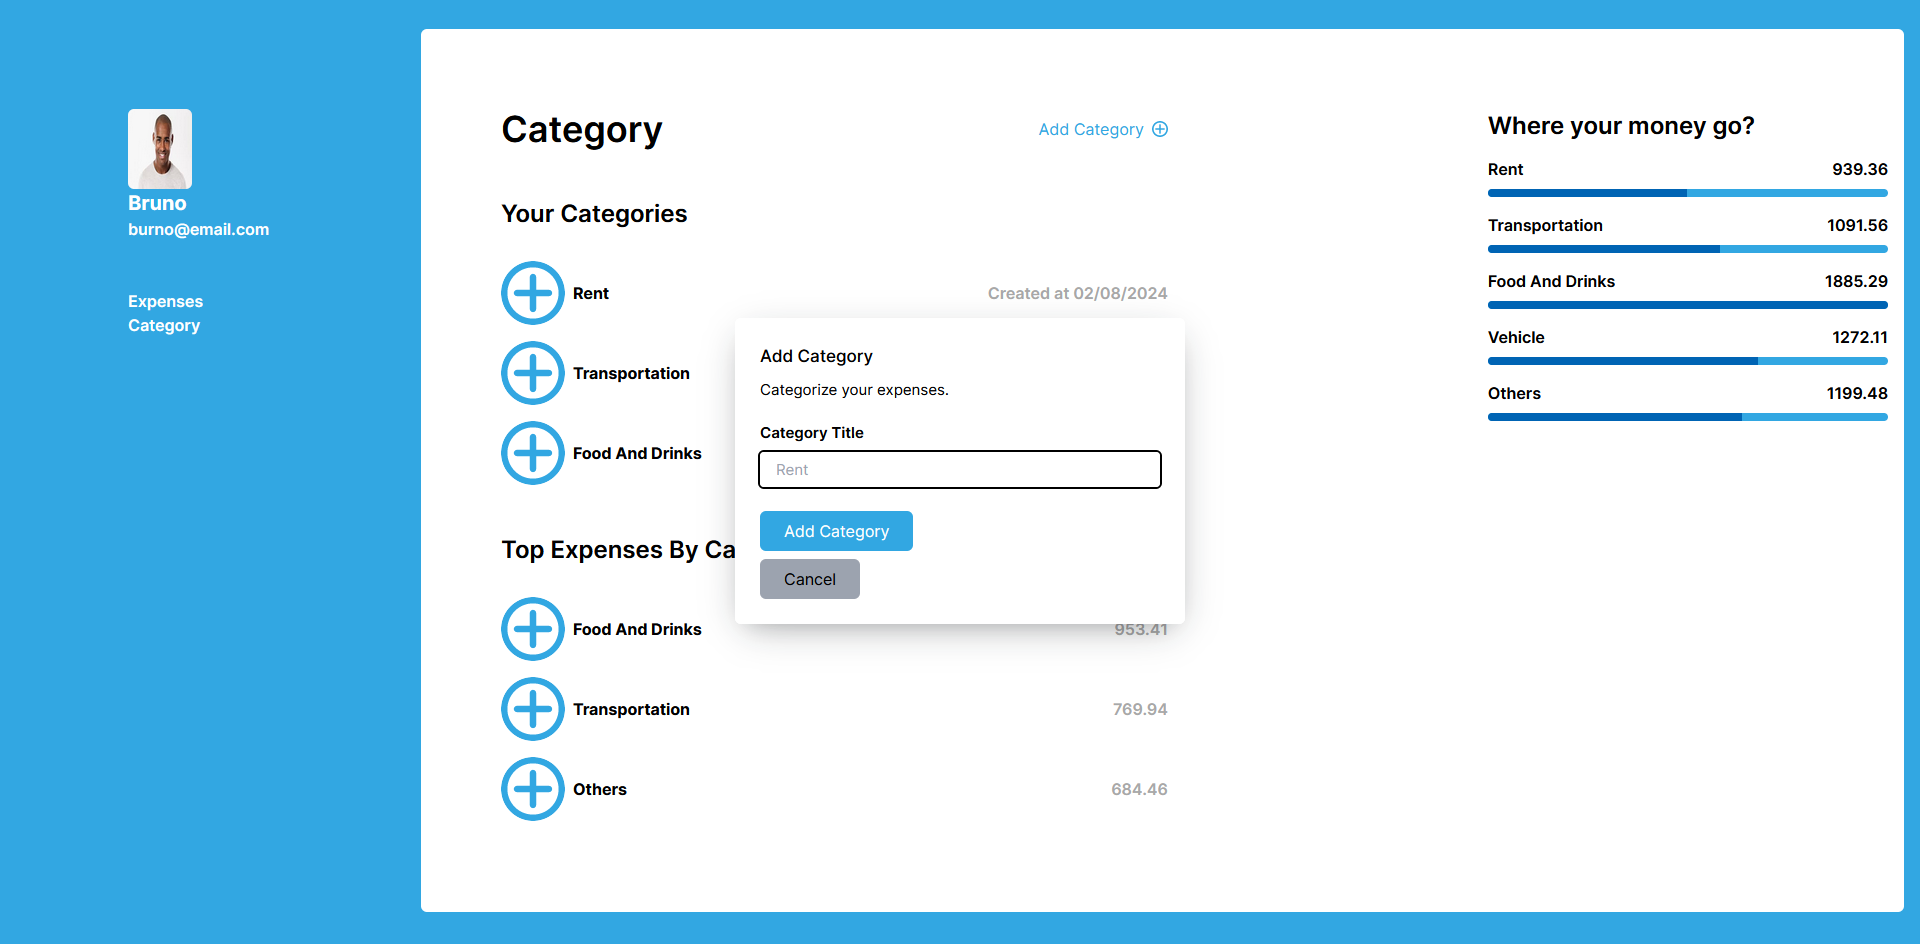 Bruno
burno@email.com
Expenses
Category
Category
Add Category
Your Categories
Rent
Created at 02/08/2024
Transportation
Food And Drinks
Top Expenses By Ca
Food And Drinks
953.41
Transportation
769.94
Others
684.46
Add Category
Categorize your expenses.
Category Title
Rent
Add Category
Cancel
Where your money go?
Rent 939.36
Transportation 1091.56
Food And Drinks 1885.29
Vehicle 1272.11
Others 1199.48